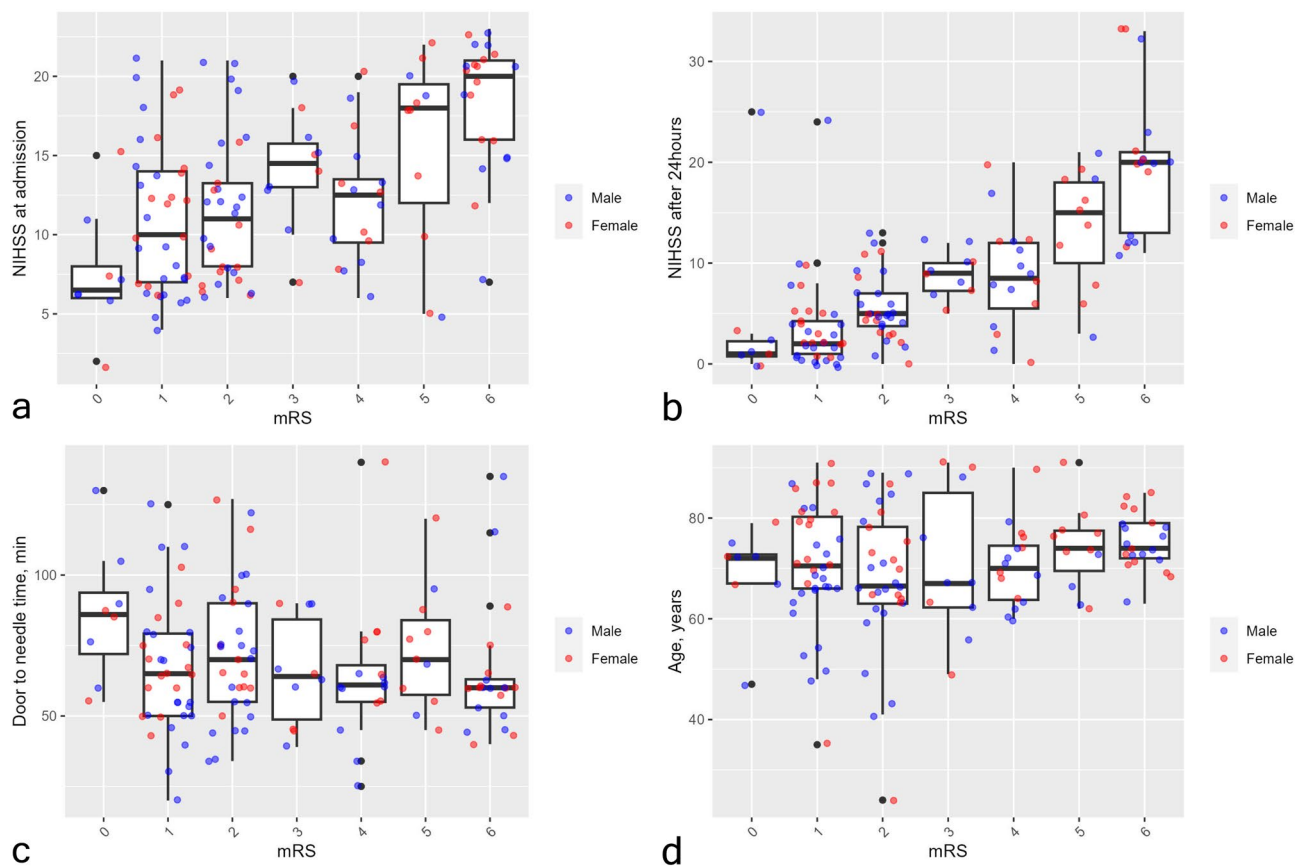 20
15
10
5
NIHSS at admission
0 1 2 3 4 5 6
mRS
Male
Female
a
30
20
10
0
NIHSS after 24hours
0 1 2 3 4 5 6
mRS
Male
Female
b
100
50
Door to needle time, min
0 1 2 3 4 5 6
mRS
Male
Female
c
80
60
40
Age, years
0 1 2 3 4 5 6
mRS
Male
Female
d